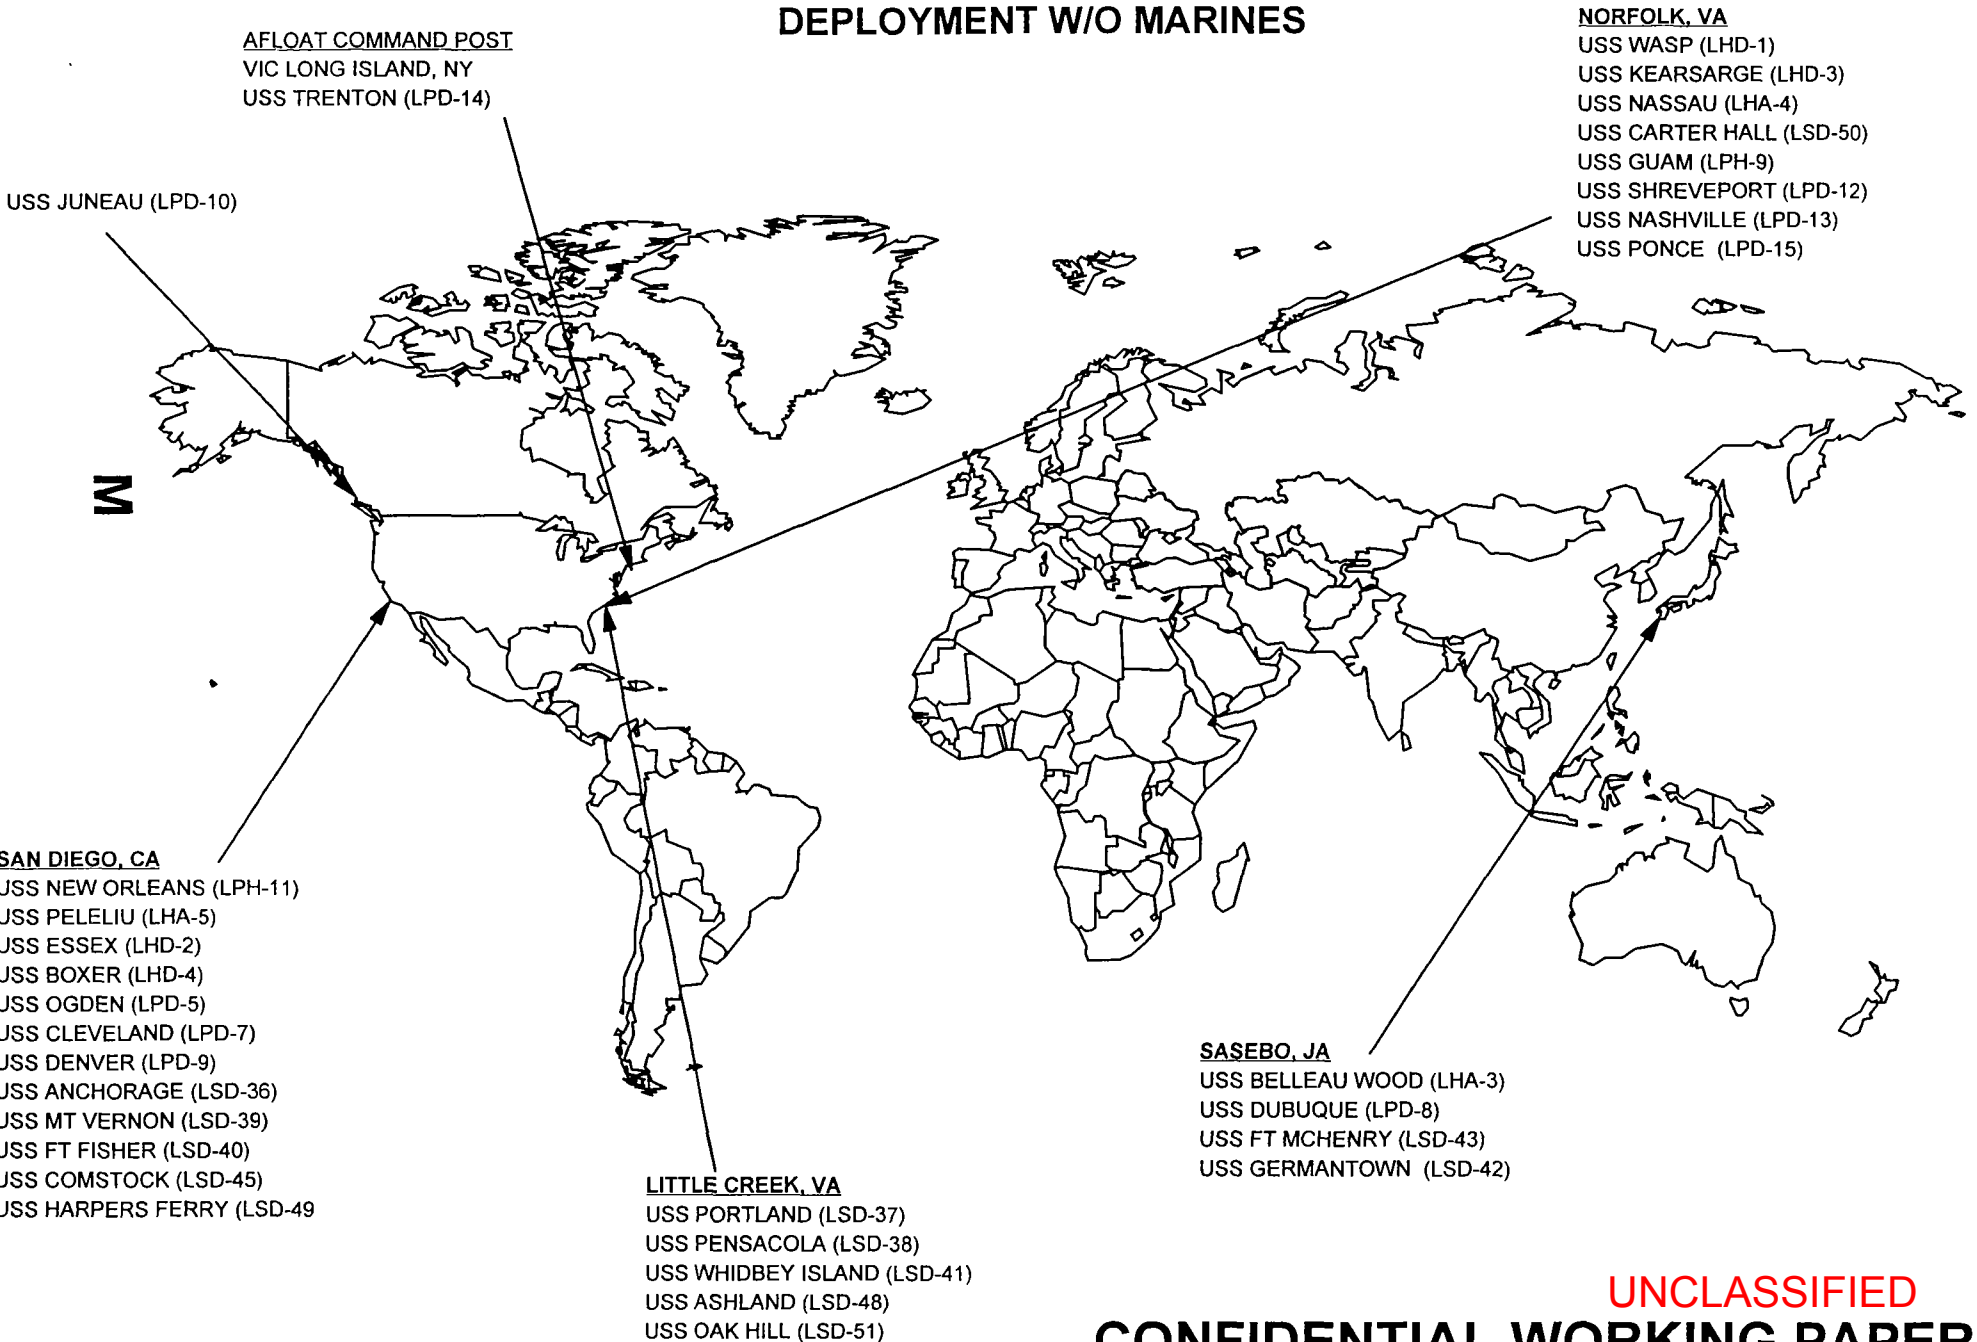 DEPLOYMENT W/O MARINES
AFLOAT COMMAND POST
VIC LONG ISLAND, NY
USS TRENTON (LPD-14)
NORFOLK, VA
USS WASP (LHD-1)
USS KEARSARGE (LHD-3)
USS NASSAU (LHA-4)
USS CARTER HALL (LSD-50)
USS GUAM (LPH-9)
USS SHREVEPORT (LPD-12)
USS NASHVILLE (LPD-13)
USS PONCE (LPD-15)
USS JUNEAU (LPD-10)
M
SAN DIEGO, CA
USS NEW ORLEANS (LPH-11)
USS PELELIU (LHA-5)
USS ESSEX (LHD-2)
USS BOXER (LHD-4)
USS OGDEN (LPD-5)
USS CLEVELAND (LPD-7)
USS DENVER (LPD-9)
USS ANCHORAGE (LSD-36)
USS MT VERNON (LSD-39)
USS FT FISHER (LSD-40)
USS COMSTOCK (LSD-45)
USS HARPERS FERRY (LSD-49
LITTLE CREEK, VA
USS PORTLAND (LSD-37)
USS PENSACOLA (LSD-38)
USS WHIDBEY ISLAND (LSD-41)
USS ASHLAND (LSD-48)
USS OAK HILL (LSD-51)
SASEBO, JA
USS BELLEAU WOOD (LHA-3)
USS DUBUQUE (LPD-8)
USS FT MCHENRY (LSD-43)
USS GERMANTOWN (LSD-42)
UNCLASSIFIED
CONFIDENTIAL WORKING PAPER